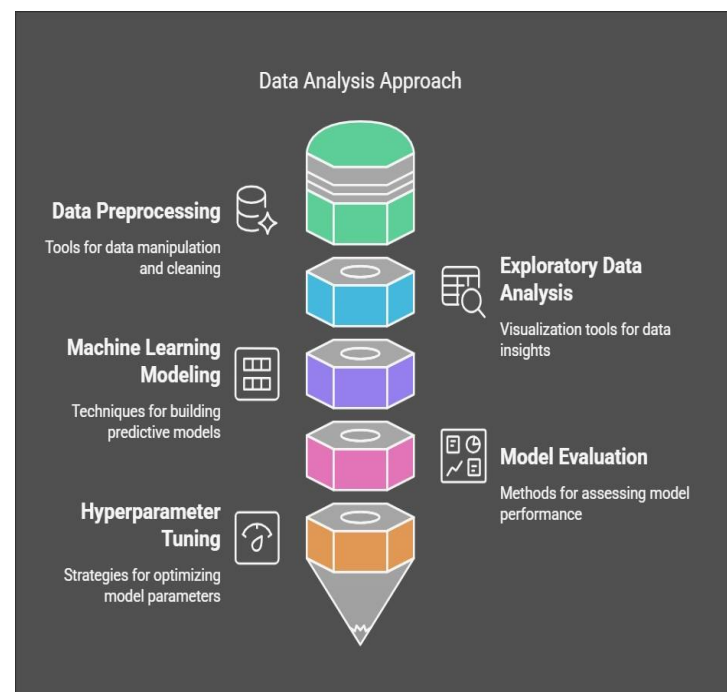 Data Analysis Approach
Data Preprocessing
Tools for data manipulation
and cleaning
Exploratory Data
Analysis
Visualization tools for data
insights
Machine Learning
Modeling
Techniques for building
predictive models
Model Evaluation
Methods for assessing model
performance
Hyperparameter
Tuning
Strategies for optimizing
model parameters